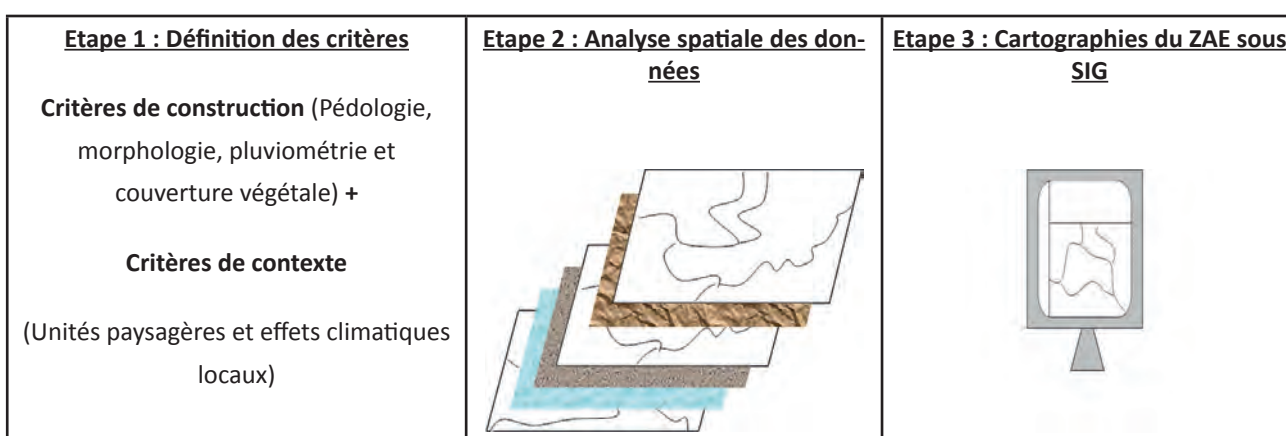 Etape 1 : Définition des critères
Critères de construction (Pédologie,
morphologie, pluviométrie et
couverture végétale) +
Critères de contexte
(Unités paysagères et effets climatiques
locaux)
Etape 2 : Analyse spatiale des don-
nées
Etape 3 : Cartographies du ZAE sous
SIG